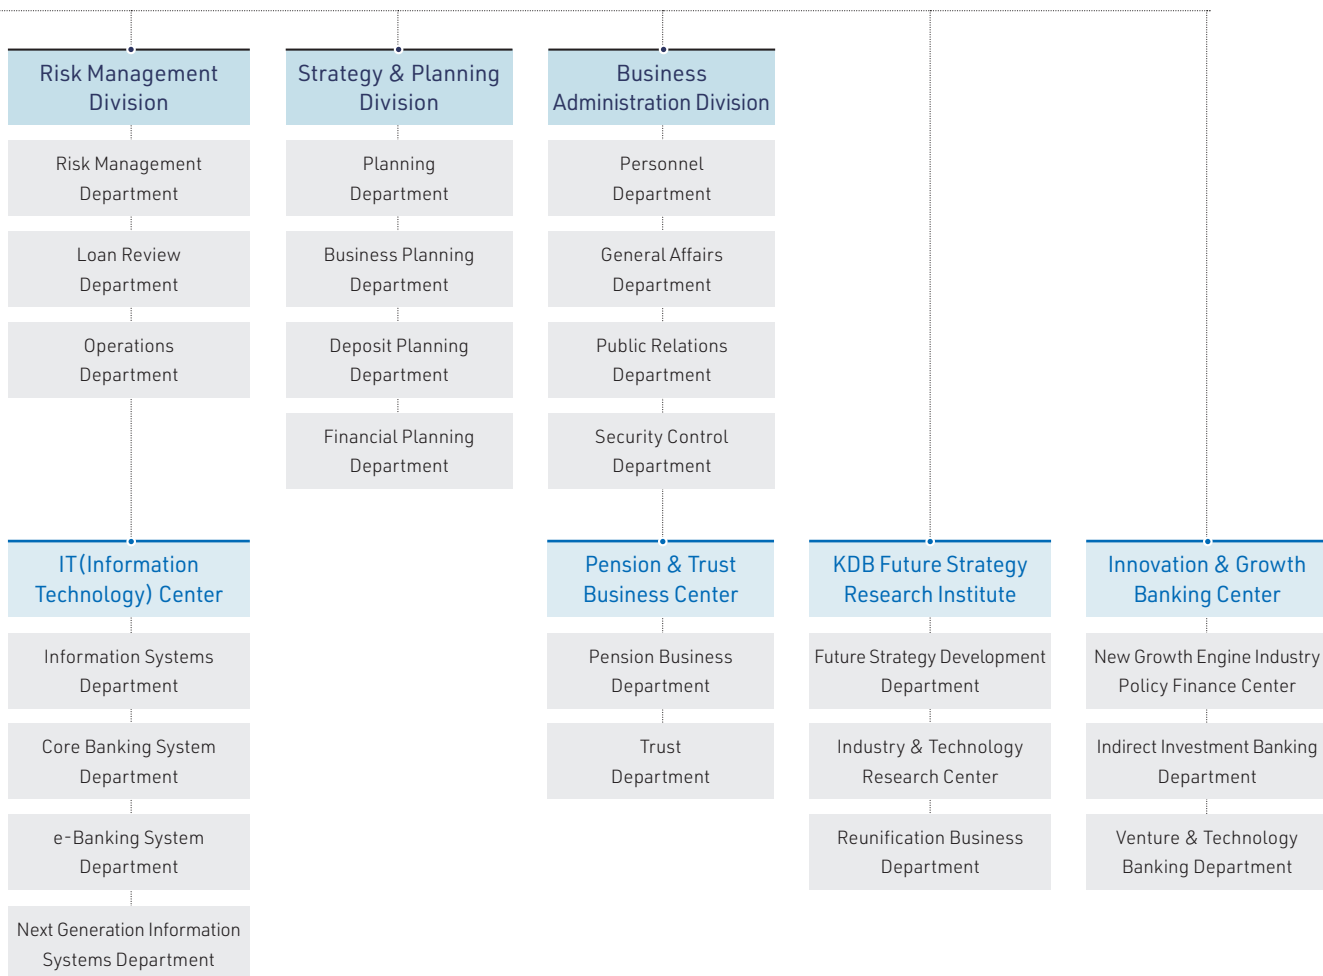 Risk Management
Division
Risk Management
Department
Loan Review
Department
Operations
Department
Strategy & Planning
Division
Planning
Department
Business Planning
Department
Deposit Planning
Department
Financial Planning
Department
Business
Administration Division
Personnel
Department
General Affairs
Department
Public Relations
Department
Security Control
Department
IT(Information
Technology) Center
Information Systems
Department
Core Banking System
Department
e-Banking System
Department
Next Generation Information
Systems Department
Pension & Trust
Business Center
Pension Business
Department
Trust
Department
KDB Future Strategy
Research Institute
Future Strategy Development
Department
Industry & Technology
Research Center
Reunification Business
Department
Innovation & Growth
Banking Center
New Growth Engine Industry
Policy Finance Center
Indirect Investment Banking
Department
Venture & Technology
Banking Department